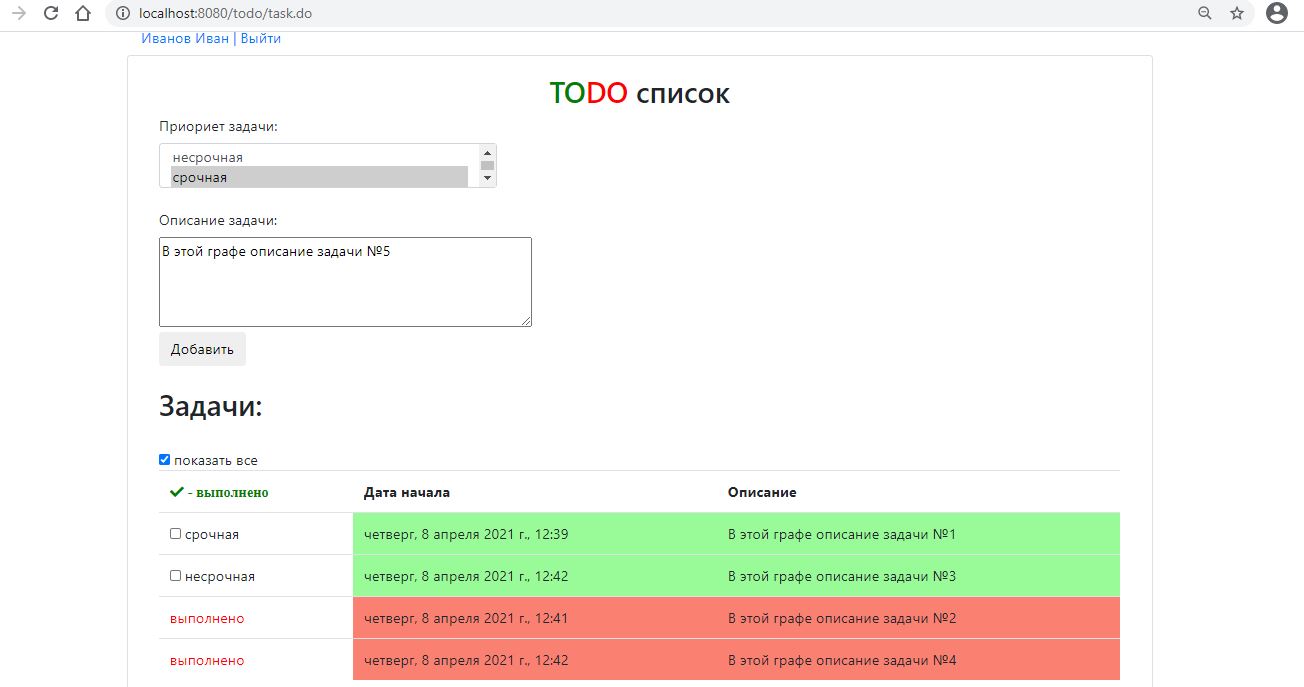 localhost:8080/todo/task.do
Иванов Иван | Выйти
TODO список
Приориет задачи:
несрочная
срочная
Описание задачи:
В этой графе описание задачи №5
Добавить
Задачи:
показать все
- выполнено Дата начала Описание
срочная четверг, 8 апреля 2021 г., 12:39 В этой графе описание задачи №1
несрочная четверг, 8 апреля 2021 г., 12:42 В этой графе описание задачи №3
выполнено четверг, 8 апреля 2021 г., 12:41 В этой графе описание задачи №2
выполнено четверг, 8 апреля 2021 г., 12:42 В этой графе описание задачи №4